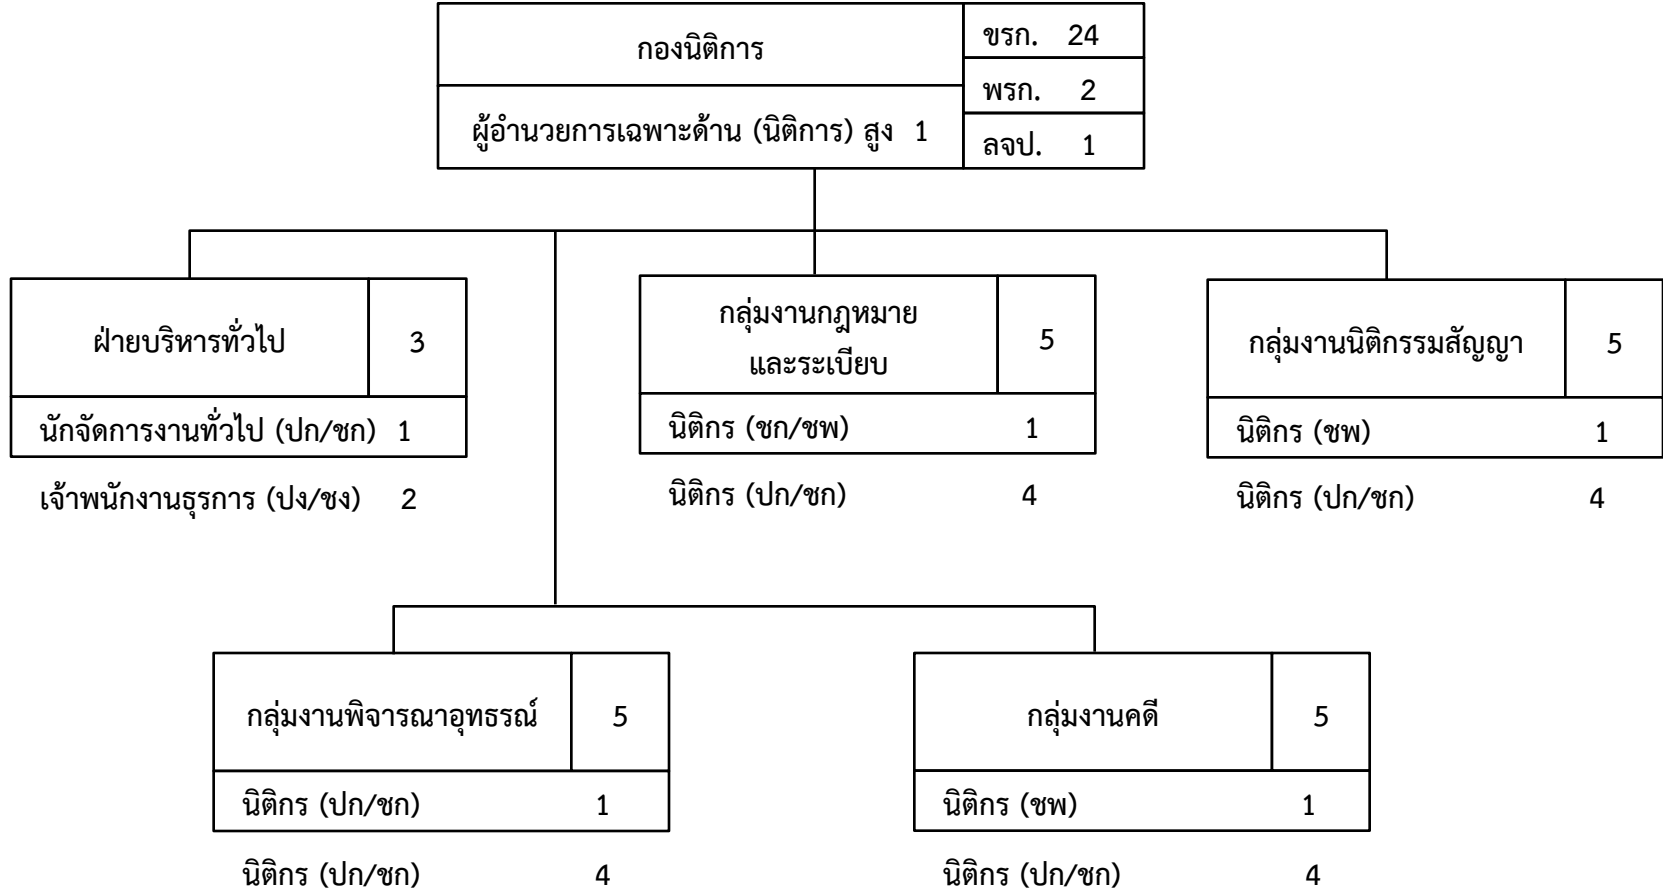 กองนิติการ
ขรก. 24
พรก. 2
ผู้อำนวยการเฉพาะด้าน (นิติการ) สูง 1
ลจป. 1
ฝ่ายบริหารทั่วไป 3
นักจัดการงานทั่วไป (ปก/ชก) 1
เจ้าพนักงานธุรการ (ปง/ชง) 2
กลุ่มงานกฎหมาย
และระเบียบ
5
นิติกร (ชก/ชพ) 1
นิติกร (ปก/ชก) 4
กลุ่มงานนิติกรรมสัญญา 5
นิติกร (ชพ) 1
นิติกร (ปก/ชก) 4
กลุ่มงานพิจารณาอุทธรณ์ 5
นิติกร (ปก/ชก) 1
นิติกร (ปก/ชก) 4
กลุ่มงานคดี 5
นิติกร (ชพ) 1
นิติกร (ปก/ชก) 4